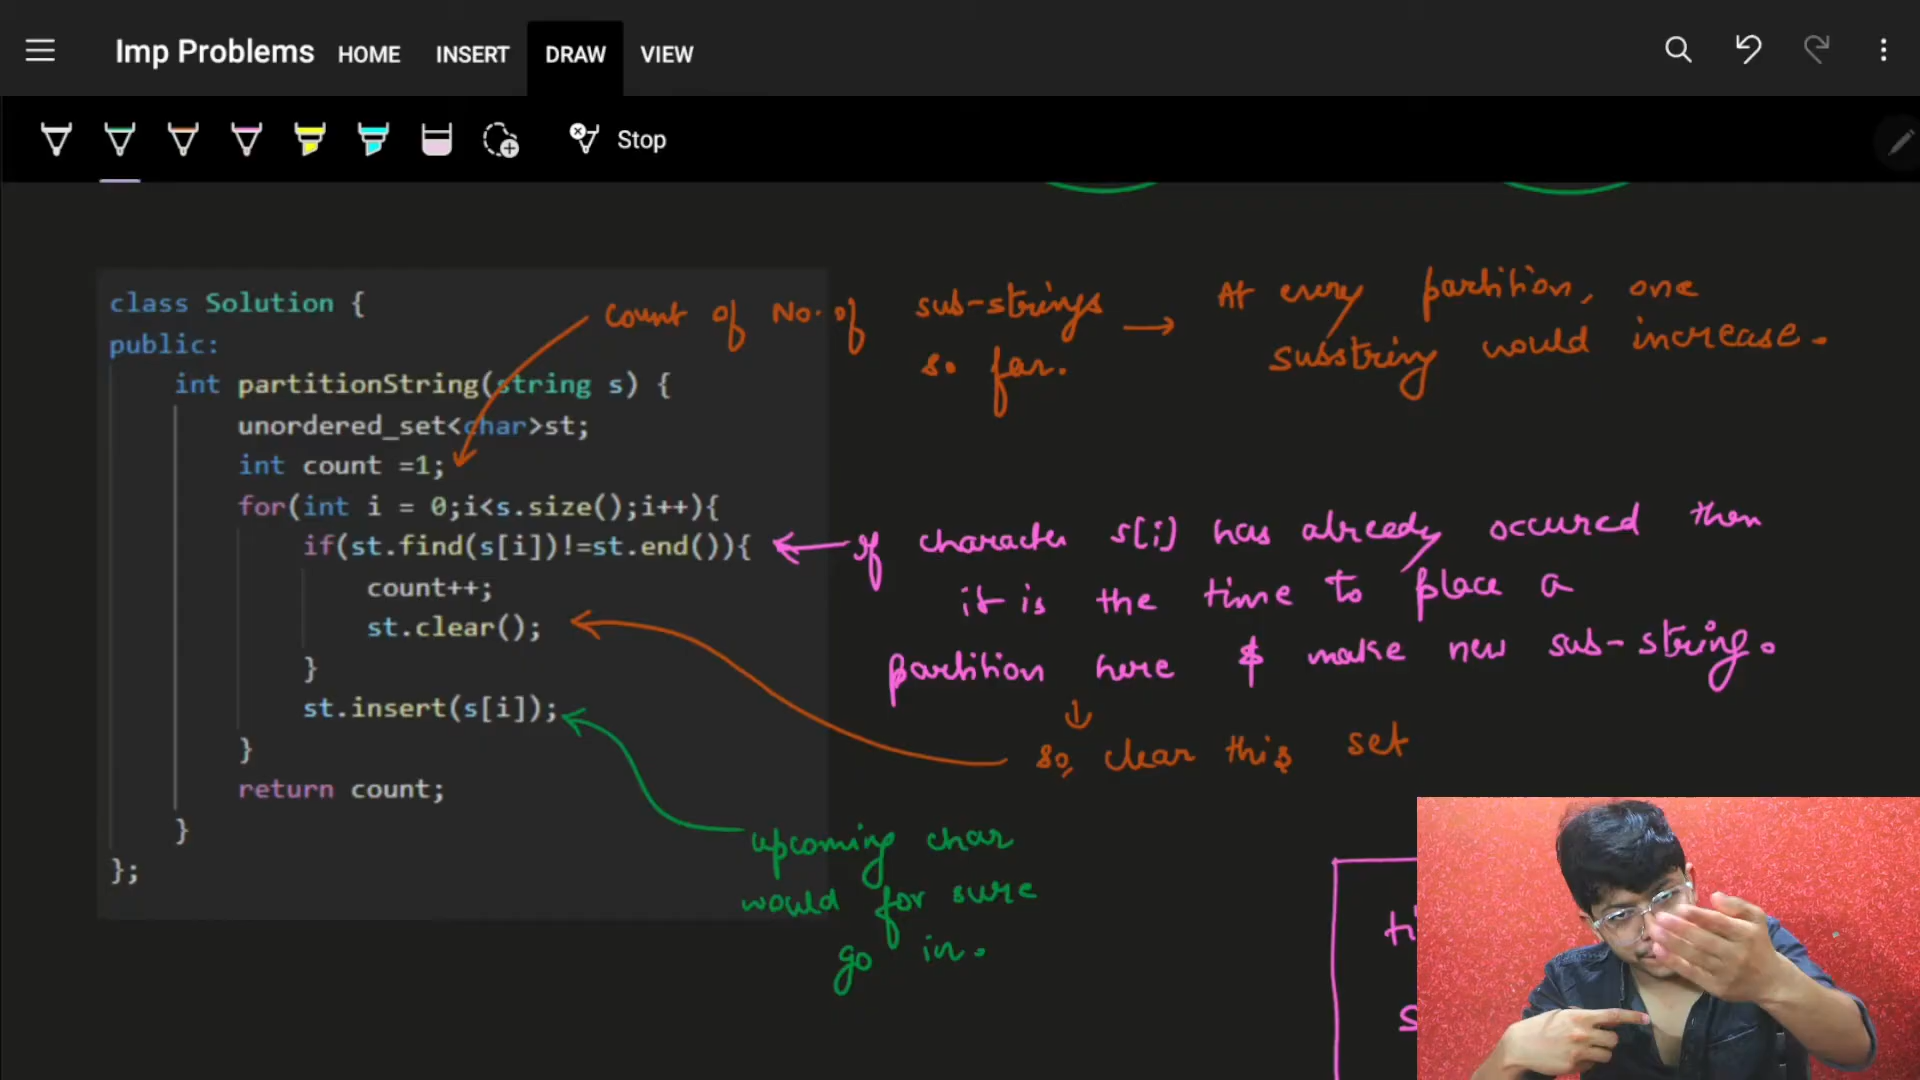 Imp Problems HOME INSERT DRAW VIEW
Stop
class Solution {
public:
int partitionString(string s) {
unordered_set<char>st;
int count =1;
for(int i = 0;i<s.size();i++){
if(st.find(s[i])!=st.end()){
count++;
st.clear();
}
st.insert(s[i]);
}
return count;
}
};
Count of No. of sub-strings
so far.
At every partition, one
substring would increase.
If character s[i] has already occured then
it is the time to place a
partition here & make new sub-string.
so, clear this set
upcoming char
would for sure
go in.